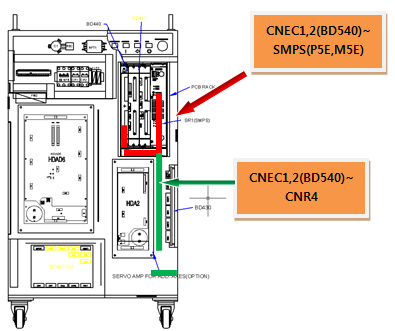 BD440
CNEC1,2(BD540)~
SMPS(P5E,M5E)
PCB RACK
SR1(SMPS)
HDAD6
HDA2
CNEC1,2(BD540)~
CNR4
BD430
SERVO AMP FOR ADD AXES(OPTION)